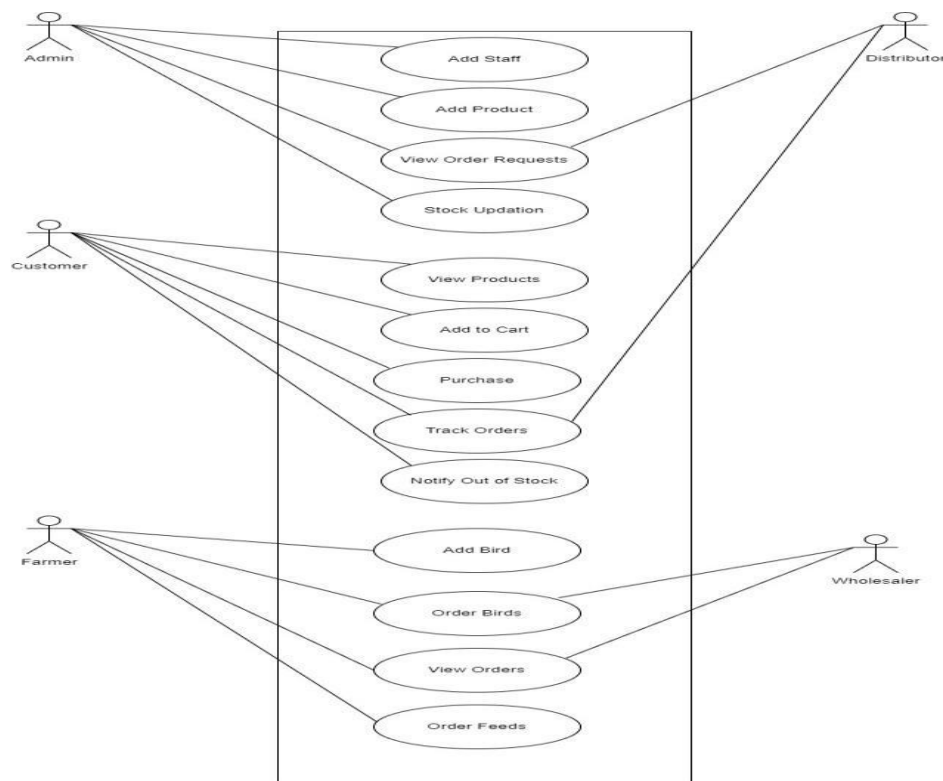 Admin
Distributor
Add Staff
Add Product
View Order Requests
Stock Updation
Customer
View Products
Add to Cart
Purchase
Track Orders
Notify Out of Stock
Farmer
Add Bird
Wholesaler
Order Birds
View Orders
Order Feeds